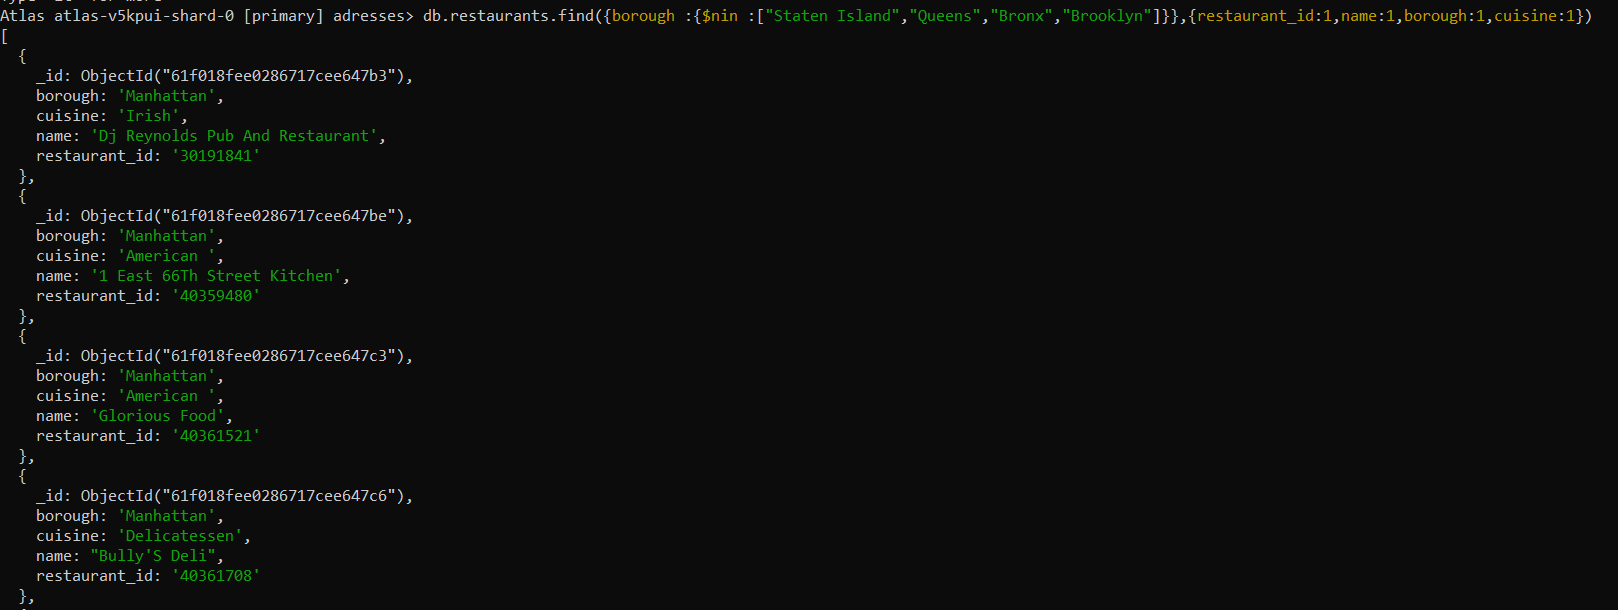 Atlas atlas-v5kpui-shard-0 [primary] adresses> db.restaurants.find({borough :{$nin :["Staten Island","Queens","Bronx","Brooklyn"]}},{restaurant_id:1,name:1,borough:1,cuisine:1})
[
  {
    _id: ObjectId("61f018fee0286717cee647b3"),
    borough: 'Manhattan',
    cuisine: 'Irish',
    name: 'Dj Reynolds Pub And Restaurant',
    restaurant_id: '30191841'
  },
  {
    _id: ObjectId("61f018fee0286717cee647be"),
    borough: 'Manhattan',
    cuisine: 'American ',
    name: '1 East 66Th Street Kitchen',
    restaurant_id: '40359480'
  },
  {
    _id: ObjectId("61f018fee0286717cee647c3"),
    borough: 'Manhattan',
    cuisine: 'American ',
    name: 'Glorious Food',
    restaurant_id: '40361521'
  },
  {
    _id: ObjectId("61f018fee0286717cee647c6"),
    borough: 'Manhattan',
    cuisine: 'Delicatessen',
    name: "Bully'S Deli",
    restaurant_id: '40361708'
  },